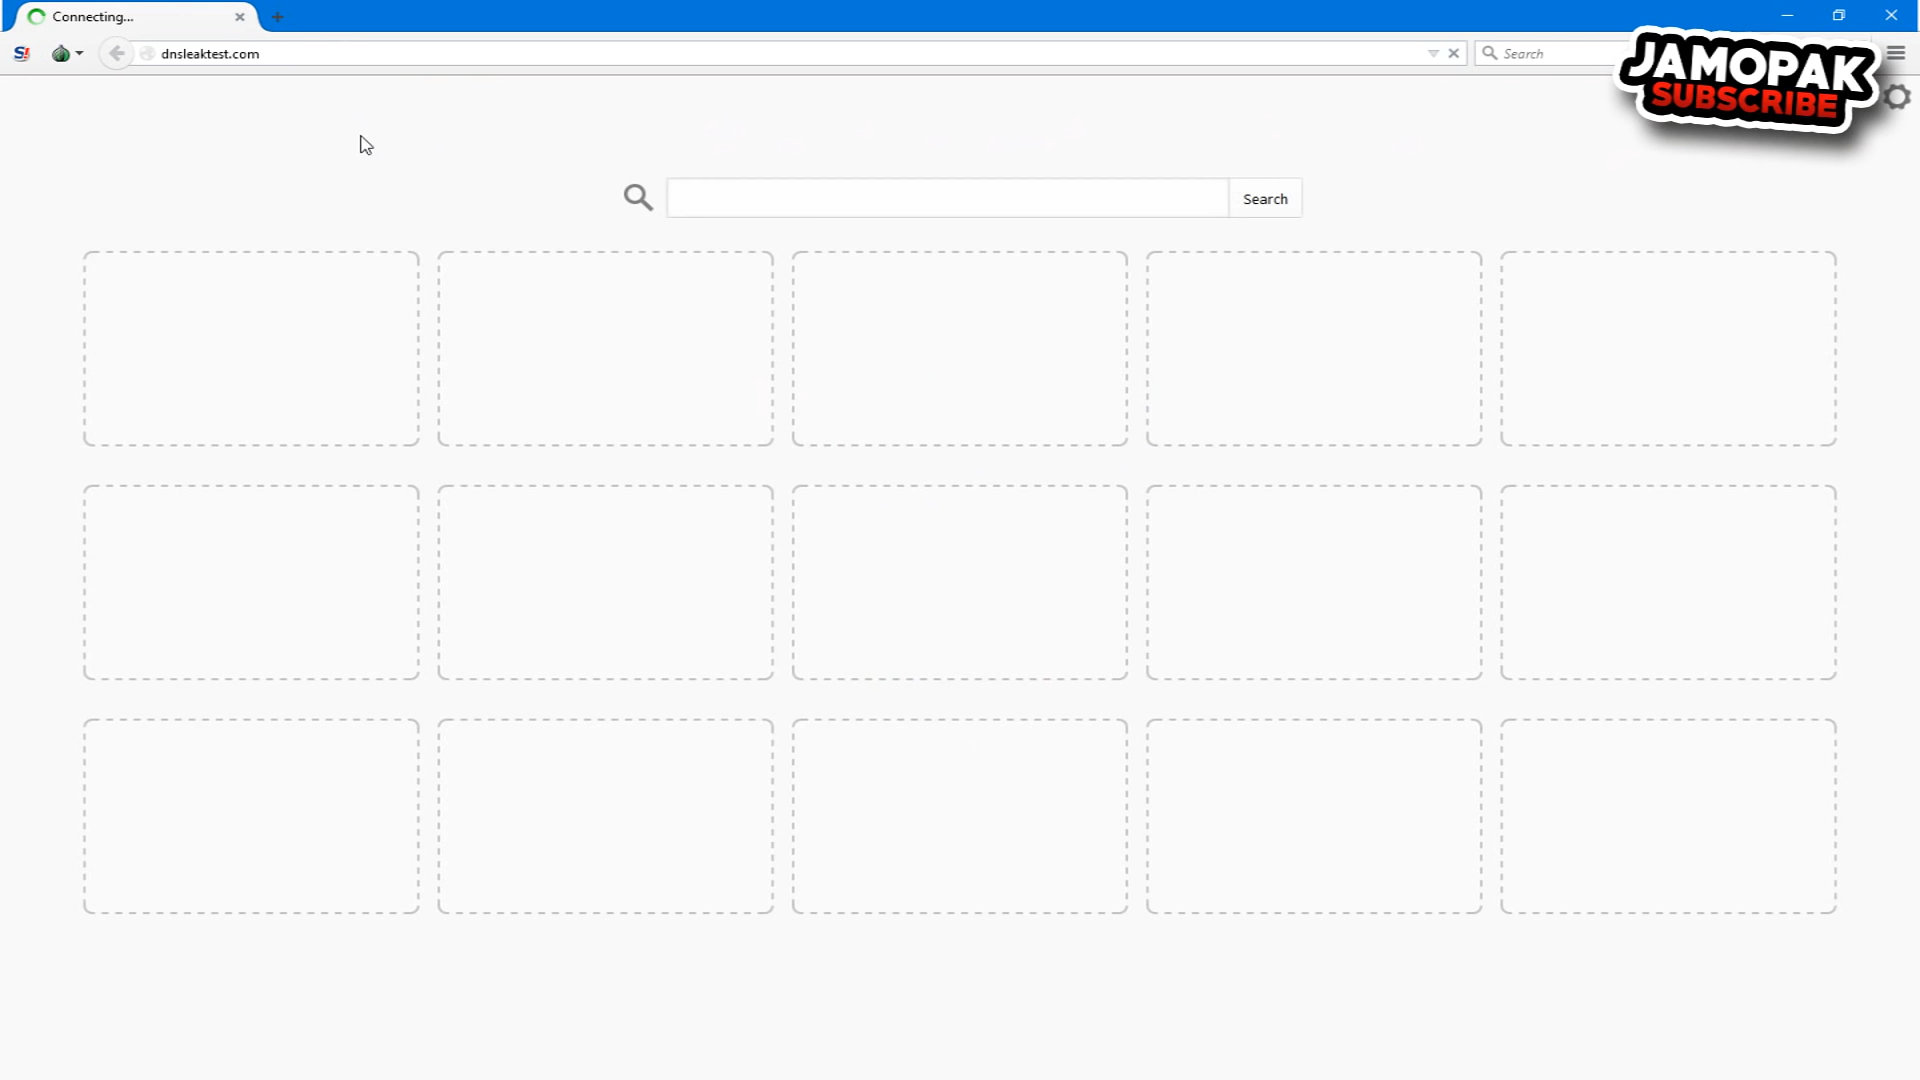 Connecting...
S!
dnsleaktest.com
Search
JAMOPAK
SUBSCRIBE
Search